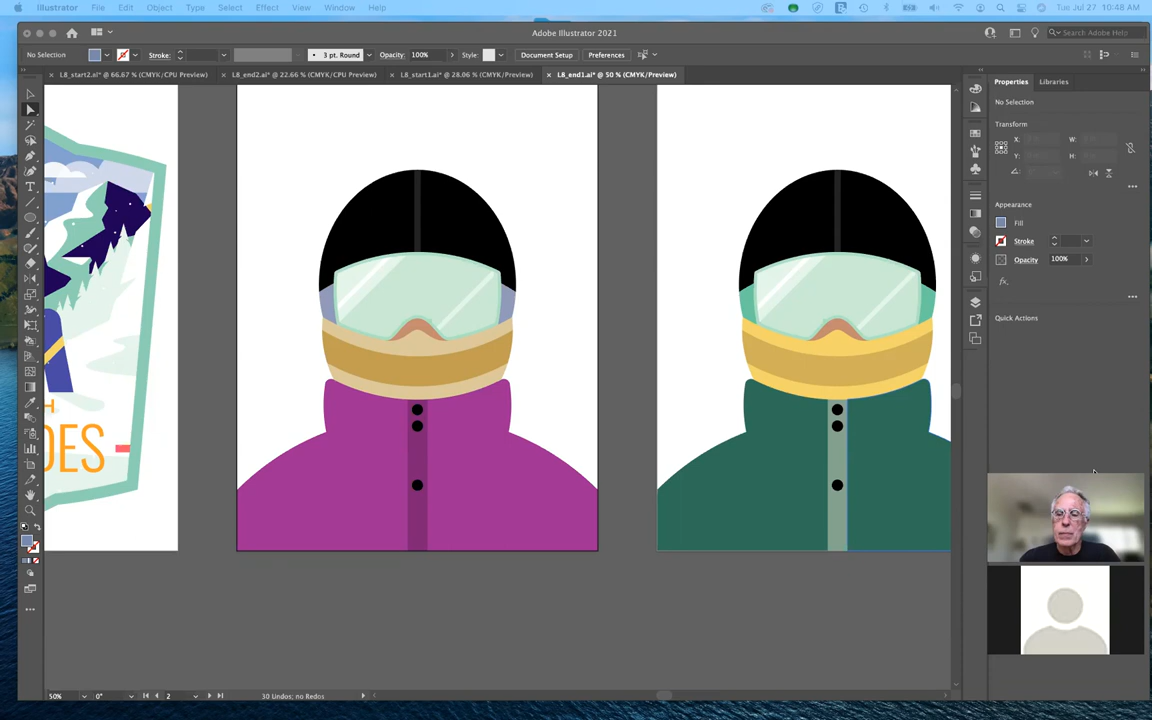 Illustrator File Edit Object Type Select Effect View Window Help Tue Jul 27 10:48 AM
Adobe Illustrator 2021
Search Adobe Help
No Selection Stroke: 3 pt. Round Opacity: 100% Style: Document Setup Preferences
L8_start2.ai* @ 66.67 % (CMYK/CPU Preview) L8_end2.ai* @ 22.66 % (CMYK/CPU Preview) L8_start1.ai* @ 28.06 % (CMYK/Preview) L8_end1.ai* @ 50 % (CMYK/Preview)
Properties Libraries
No Selection
Transform
X: W:
Y: H:
Appearance
Fill
Stroke
Opacity 100%
fx.
Quick Actions
H
DES
50% 0° 2 30 Undos; no Redos